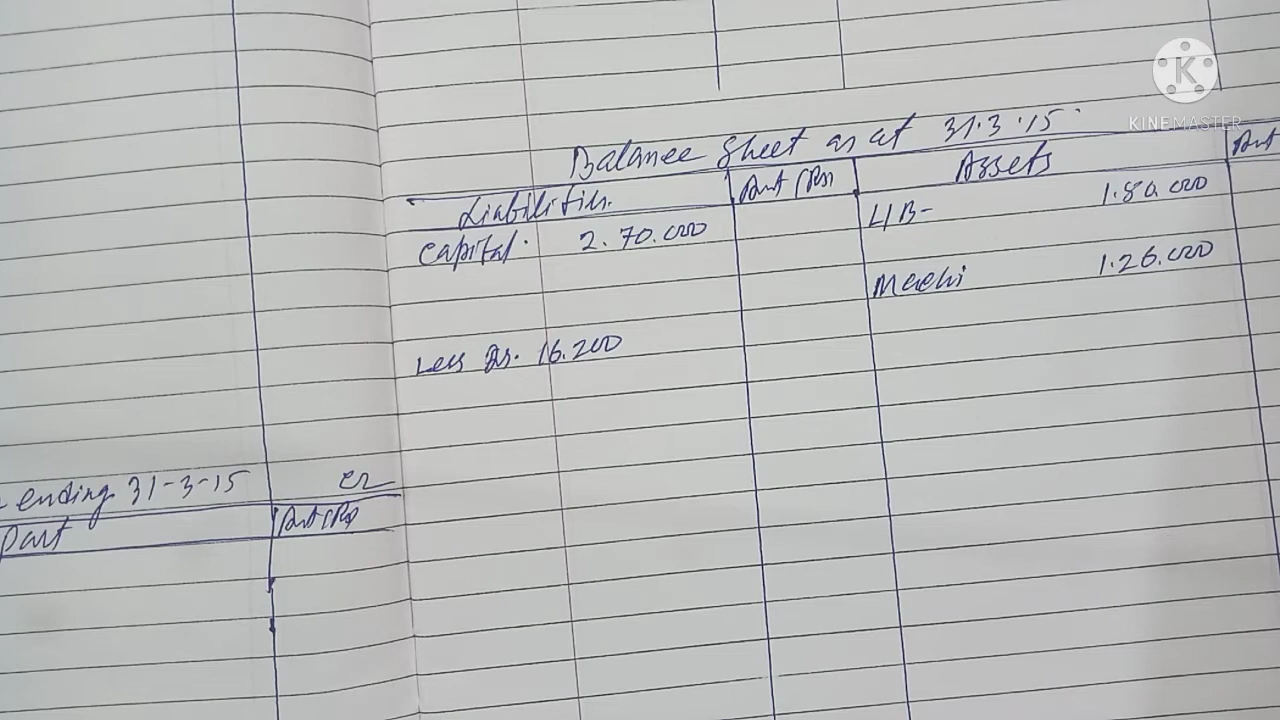 KINEMASTER
Balance Sheet as at 31.3.15
Liabilities. Amt (Rs) Assets Amt
Capital. 2.70.000 L/B- 1.80.000
Machi 1.26.000
Less Drs. 16.200
ending 31-3-15 Cr
Part Amt (Rs)